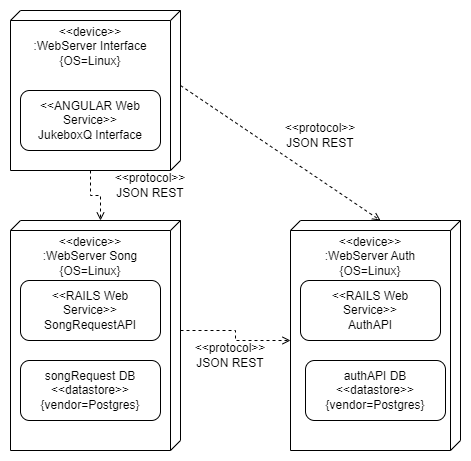 <<device>>
:WebServer Interface
{OS=Linux}
<<ANGULAR Web
Service>>
JukeboxQ Interface
<<protocol>>
JSON REST
<<protocol>>
JSON REST
<<device>>
:WebServer Song
{OS=Linux}
<<RAILS Web
Service>>
SongRequestAPI
songRequest DB
<<datastore>>
{vendor=Postgres}
<<protocol>>
JSON REST
<<device>>
:WebServer Auth
{OS=Linux}
<<RAILS Web
Service>>
AuthAPI
authAPI DB
<<datastore>>
{vendor=Postgres}